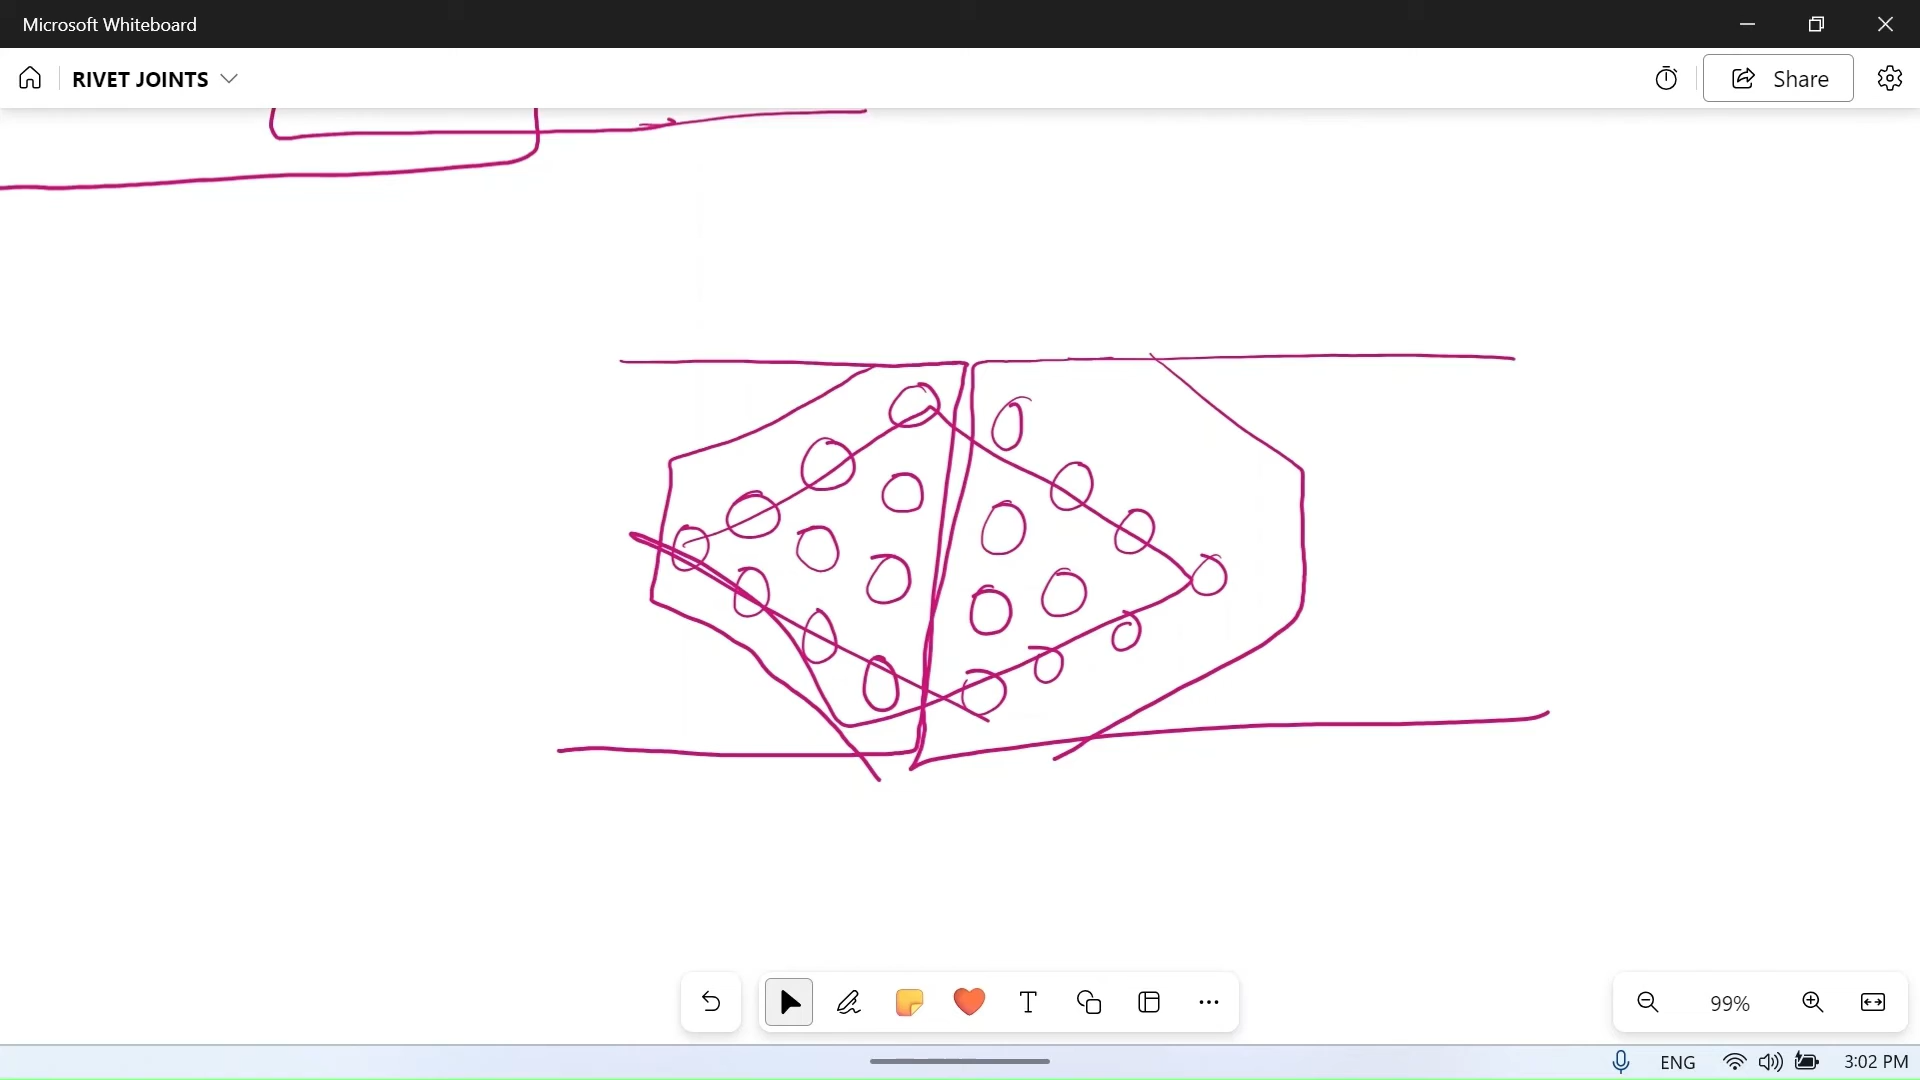 Microsoft Whiteboard
RIVET JOINTS
Share
99%
ENG
3:02 PM